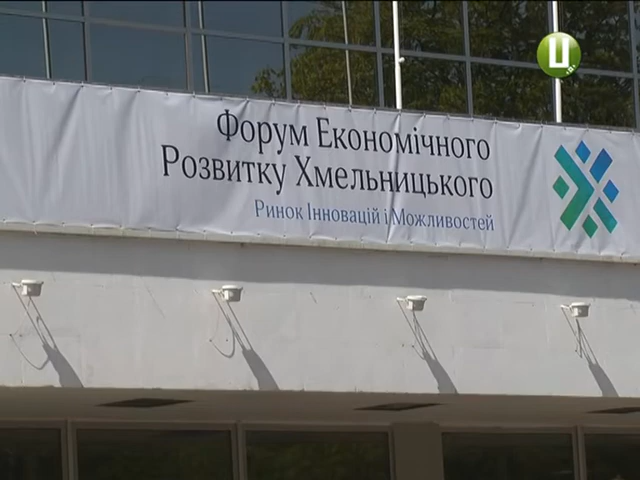 Ц
Форум Економічного
Розвитку Хмельницького
Ринок Інновацій і Можливостей